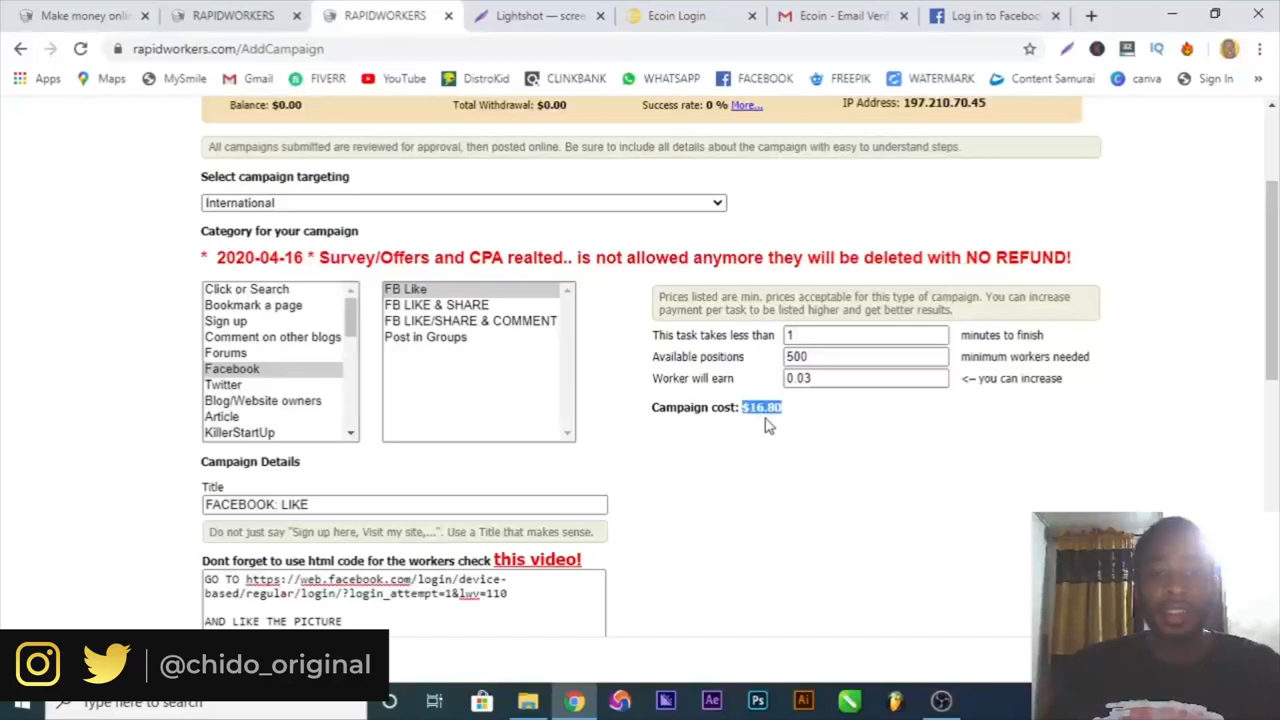 Make money onli
RAPIDWORKERS
RAPIDWORKERS
Lightshot — scree
Ecoin Login
Ecoin - Email Verif
Log in to Facebo
rapidworkers.com/AddCampaign
Apps
Maps
MySmile
Gmail
FIVERR
YouTube
DistroKid
CLINKBANK
WHATSAPP
FACEBOOK
FREEPIK
WATERMARK
Content Samurai
canva
Sign In
Balance: $0.00
Total Withdrawal: $0.00
Success rate: 0 % More...
IP Address: 197.210.70.45
All campaigns submitted are reviewed for approval, then posted online. Be sure to include all details about the campaign with easy to understand steps.
Select campaign targeting
International
Category for your campaign
* 2020-04-16 * Survey/Offers and CPA realted.. is not allowed anymore they will be deleted with NO REFUND!
Click or Search
Bookmark a page
Sign up
Comment on other blogs
Forums
Facebook
Twitter
Blog/Website owners
Article
KillerStartUp
FB Like
FB LIKE & SHARE
FB LIKE/SHARE & COMMENT
Post in Groups
Prices listed are min. prices acceptable for this type of campaign. You can increase
payment per task to be listed higher and get better results.
This task takes less than 1 minutes to finish
Available positions 500 minimum workers needed
Worker will earn 0.03 <-- you can increase
Campaign cost: $16.80
Campaign Details
Title
FACEBOOK: LIKE
Do not just say "Sign up here, Visit my site,...". Use a Title that makes sense.
Dont forget to use html code for the workers check this video!
GO TO https://web.facebook.com/login/device-
based/regular/login/?login_attempt=1&lwv=110
AND LIKE THE PICTURE
@chido_original
Type here to search
Ae
Ps
Ai